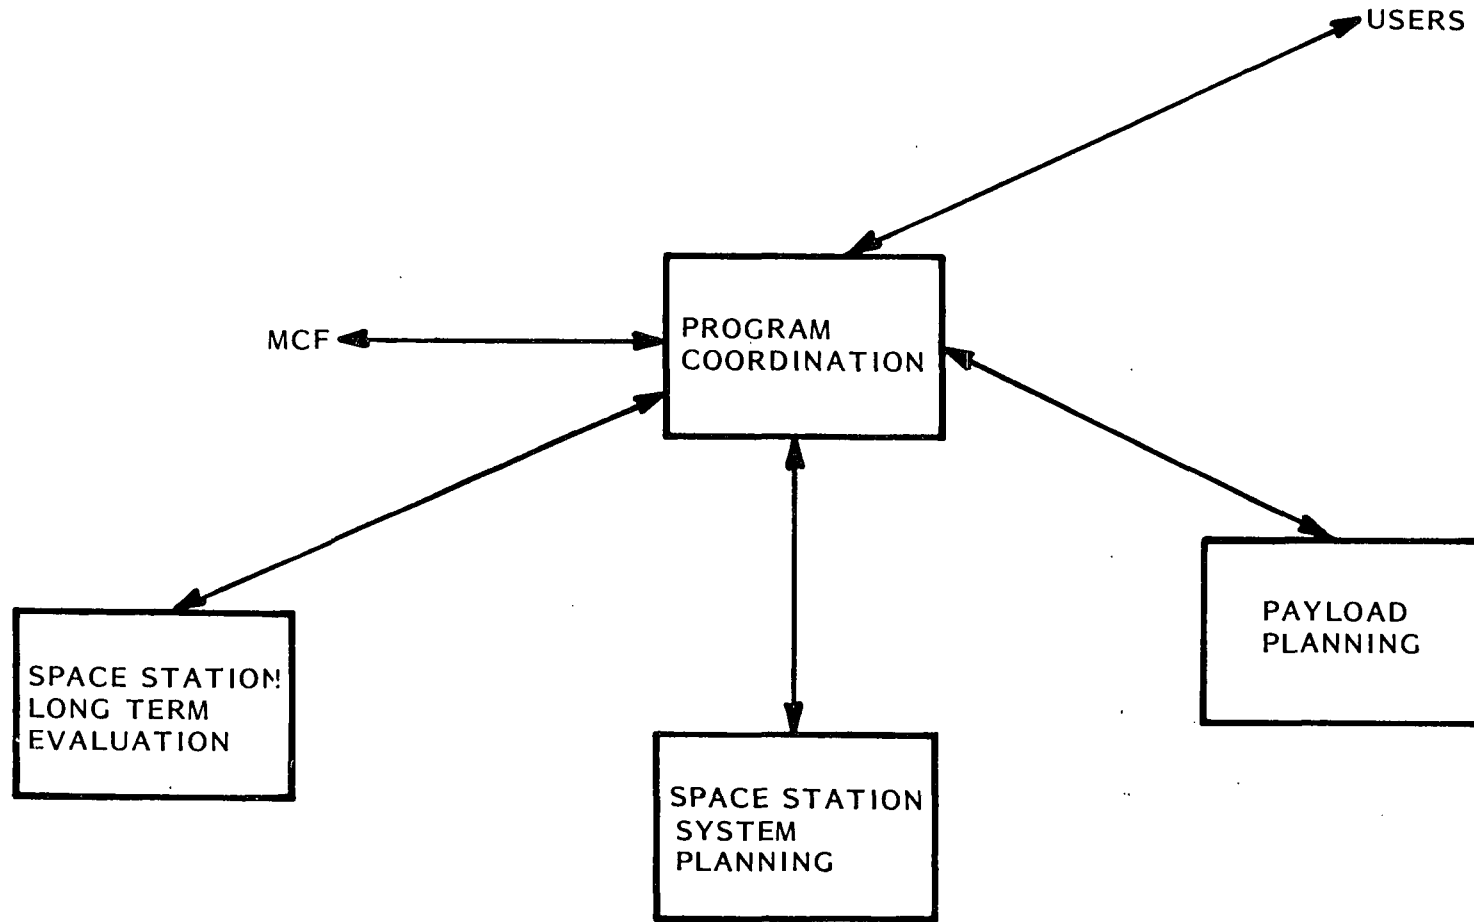 USERS
MCF
PROGRAM
COORDINATION
SPACE STATION
LONG TERM
EVALUATION
SPACE STATION
SYSTEM
PLANNING
PAYLOAD
PLANNING